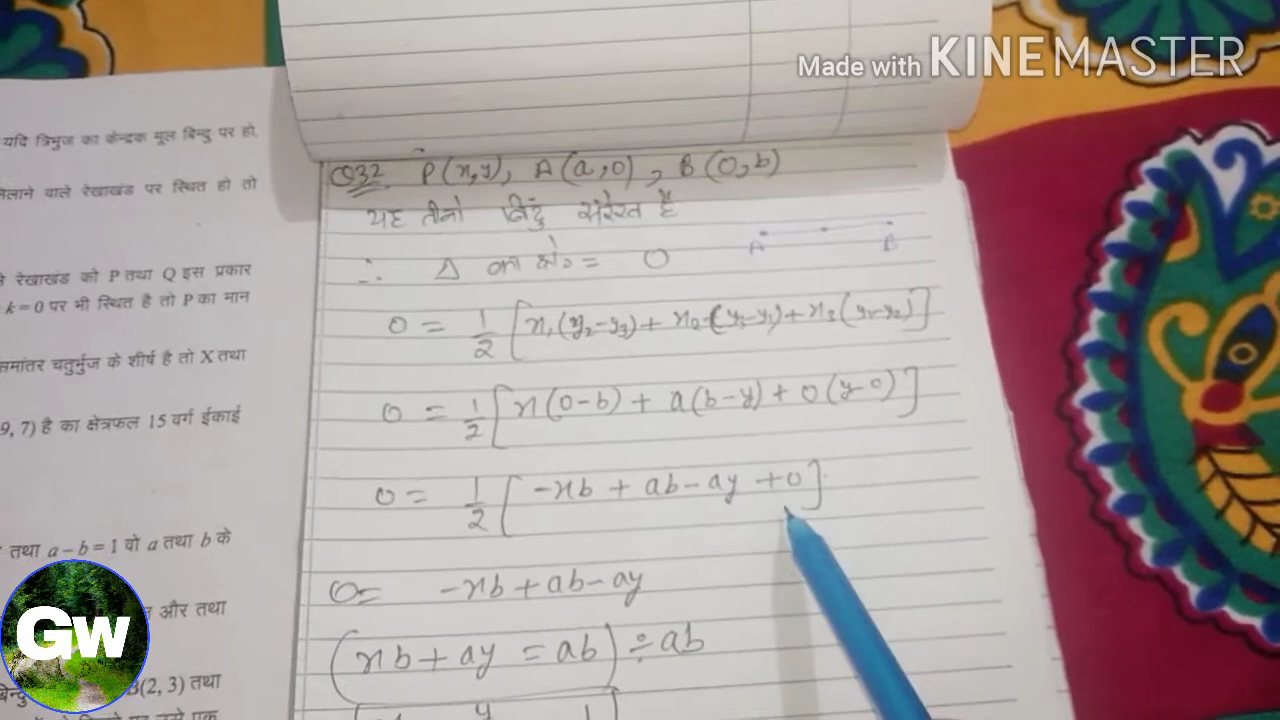 Made with KINEMASTER
यदि त्रिभुज का केन्द्रक मूल बिन्दु पर हो,
मेलाने वाले रेखाखंड पर स्थित हो तो
रेखाखंड को P तथा Q इस प्रकार
k = 0 पर भी स्थित है तो P का मान
समांतर चतुर्भुज के शीर्ष है तो X तथा
9, 7) है का क्षेत्रफल 15 वर्ग ईकाई
तथा a – b = 1 वो a तथा b के
और तथा
B(2, 3) तथा
Q32 P(x,y), A(a,0), B(0,b)
यह तीनो बिंदु संरेख है
∴ Δ का क्षे० = 0 A B
0 = 1/2 [x₁(y₂-y₃) + x₂(y₃-y₁) + x₃(y₁-y₂)]
0 = 1/2 [x(0-b) + a(b-y) + 0(y-0)]
0 = 1/2 [-xb + ab - ay + 0]
0 = -xb + ab - ay
(xb + ay = ab) ÷ ab
GW